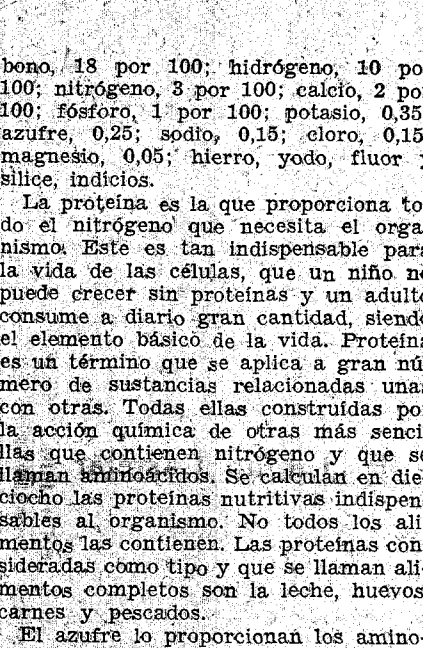 bono, 18 por 100; hidrógeno, 10 po
100; nitrógeno, 3 por 100; calcio, 2 po
100; fósforo, 1 por 100; potasio, 0,35
azufre, 0,25; sodio, 0,15; cloro, 0,15
magnesio, 0,05; hierro, yodo, fluor y
sílice, indicios.
La proteína es la que proporciona to-
do el nitrógeno que necesita el orga-
nismo. Este es tan indispensable para
la vida de las células, que un niño no
puede crecer sin proteínas y un adulto
consume a diario gran cantidad, siendo
el elemento básico de la vida. Proteína
es un término que se aplica a gran nú-
mero de sustancias relacionadas unas
con otras. Todas ellas construídas po
la acción química de otras más senci-
llas que contienen nitrógeno y que se
llaman aminoácidos. Se calculan en die-
ciocho las proteínas nutritivas indispen-
sables al organismo. No todos los ali-
mentos las contienen. Las proteínas con-
sideradas como tipo y que se llaman ali-
mentos completos son la leche, huevos
carnes y pescados.
El azufre lo proporcionan los amino-